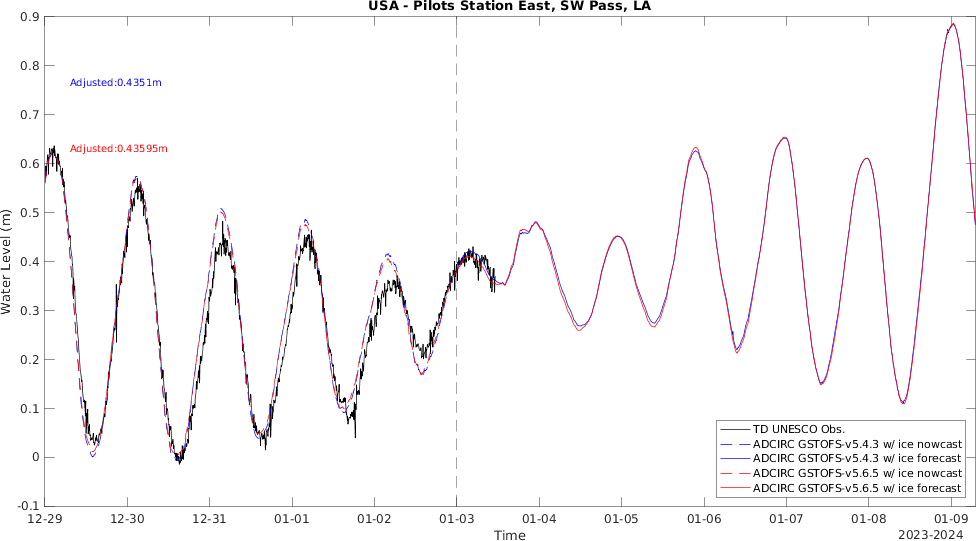 USA - Pilots Station East, SW Pass, LA
0.9
0.8
0.7
0.6
0.5
0.4
0.3
0.2
0.1
0
-0.1
Water Level (m)
Adjusted:0.4351m
Adjusted:0.43595m
TD UNESCO Obs.
ADCIRC GSTOFS-v5.4.3 w/ ice nowcast
ADCIRC GSTOFS-v5.4.3 w/ ice forecast
ADCIRC GSTOFS-v5.6.5 w/ ice nowcast
ADCIRC GSTOFS-v5.6.5 w/ ice forecast
12-29 12-30 12-31 01-01 01-02 01-03 01-04 01-05 01-06 01-07 01-08 01-09
Time
2023-2024